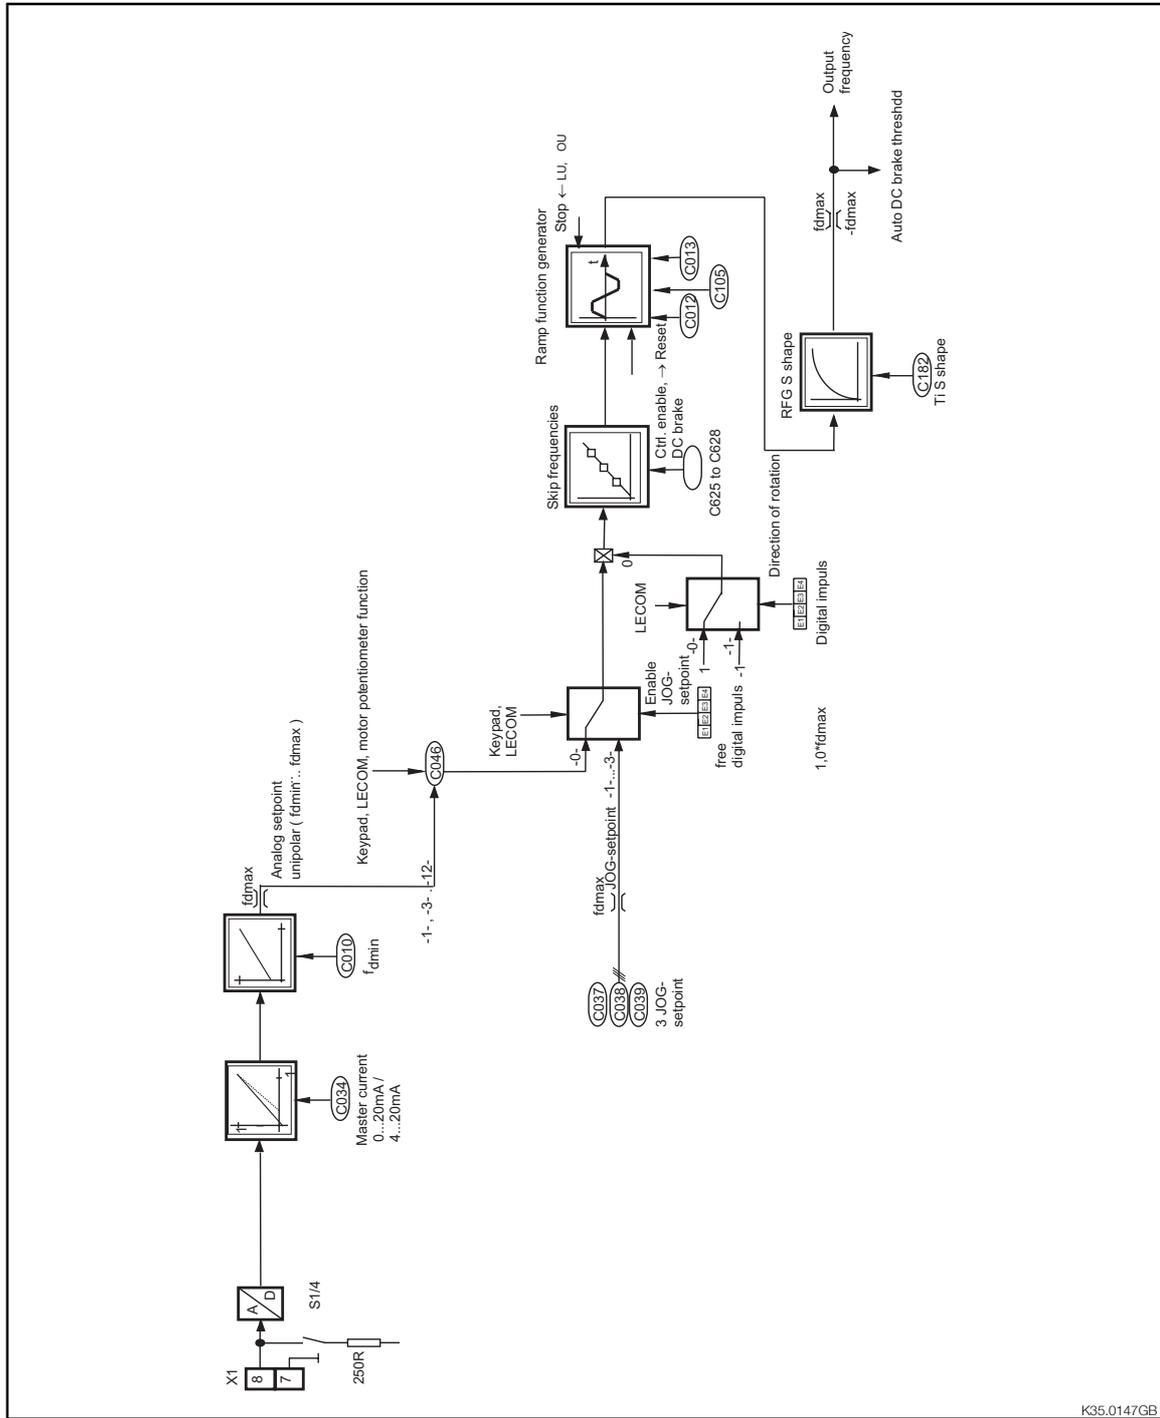 X1
8
7
250R
S1/4
A
D
C034
Master current
0...20mA /
4...20mA
C010
fdmin
fdmax
Analog setpoint
unipolar ( fdmin .. fdmax )
-1- , -3- ..-12-
Keypad, LECOM, motor potentiometer function
C046
C037
C038
C039
3 JOG-
setpoint
fdmax
JOG-setpoint
-1-...-3-
-0-
Keypad,
LECOM
Enable
JOG-
setpoint
E1 E2 E3 E4
free
digital impuls
1
-0-
-1
-1-
LECOM
E1 E2 E3 E4
Digital impuls
1,0*fdmax
Direction of rotation
0
Skip frequencies
C625 to C628
Ctrl. enable, → Reset
DC brake
Ramp function generator
Stop ← LU, OU
t
C012
C105
C013
RFG S shape
C182
Ti S shape
fdmax
-fdmax
Output
frequency
Auto DC brake threshdd
K35.0147GB